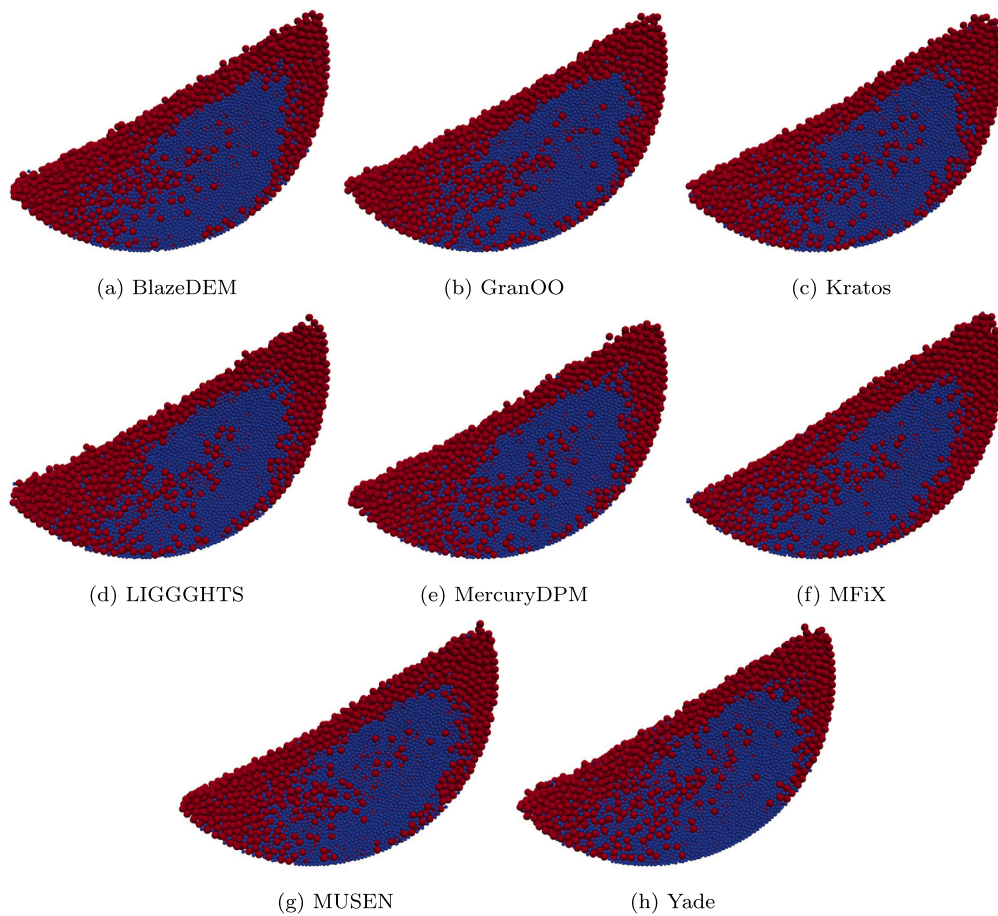 (a) BlazeDEM
(b) GranOO
(c) Kratos
(d) LIGGGHTS
(e) MercuryDPM
(f) MFiX
(g) MUSEN
(h) Yade